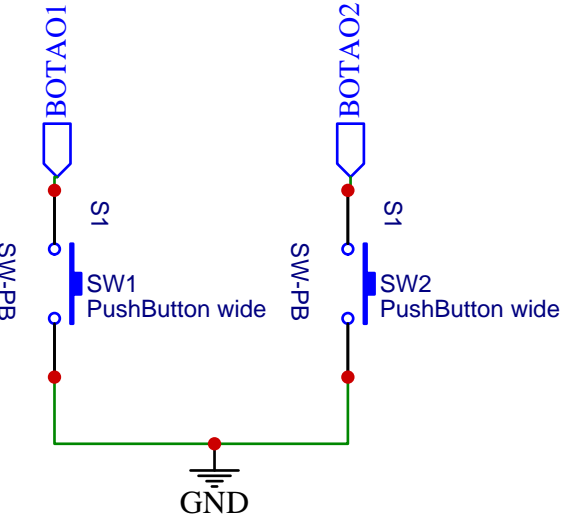 BOTAO1
BOTAO2
S1
S1
SW-PB
SW1
PushButton wide
SW-PB
SW2
PushButton wide
GND